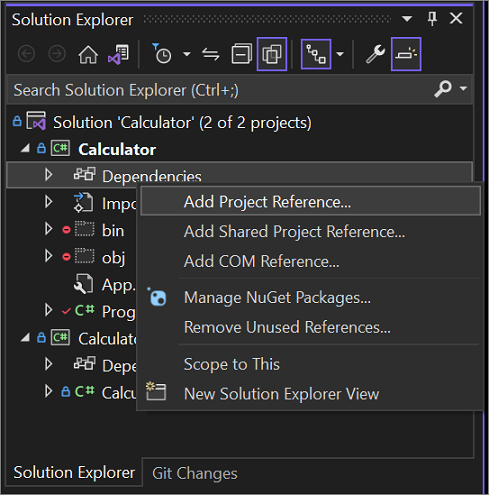 Solution Explorer
Search Solution Explorer (Ctrl+;)
Solution 'Calculator' (2 of 2 projects)
C# Calculator
Dependencies
Impo
bin
obj
App.
C# Prog
C# Calculato
Depe
C# Calcu
Add Project Reference...
Add Shared Project Reference...
Add COM Reference...
Manage NuGet Packages...
Remove Unused References...
Scope to This
New Solution Explorer View
Solution Explorer Git Changes